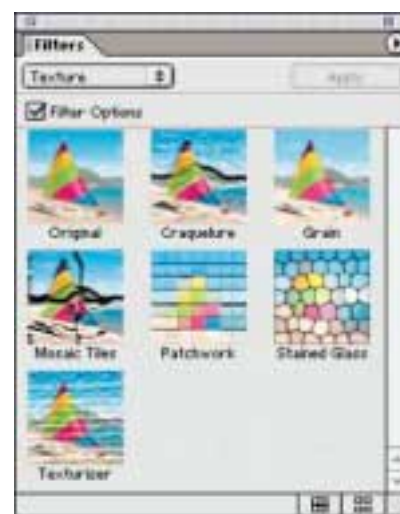 Filters
Texture Apply
Filter Options
Original Craquelure Grain
Mosaic Tiles Patchwork Stained Glass
Texturizer